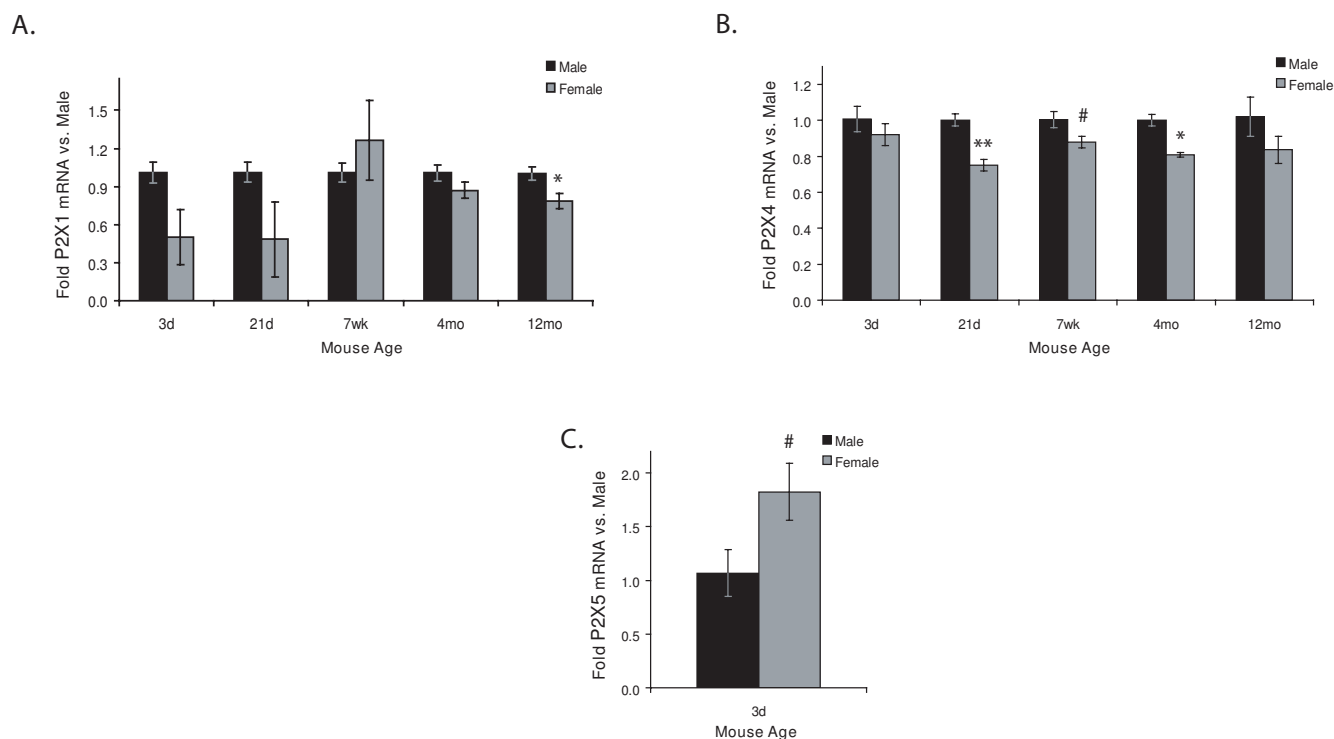 A.
Male
Female
Fold P2X1 mRNA vs. Male
1.5
1.2
0.9
0.6
0.3
0.0
*
3d 21d 7wk 4mo 12mo
Mouse Age
B.
Male
Female
Fold P2X4 mRNA vs. Male
1.2
1.0
0.8
0.6
0.4
0.2
0.0
** # *
3d 21d 7wk 4mo 12mo
Mouse Age
C.
Male
Female
#
Fold P2X5 mRNA vs. Male
2.0
1.5
1.0
0.5
0.0
3d
Mouse Age